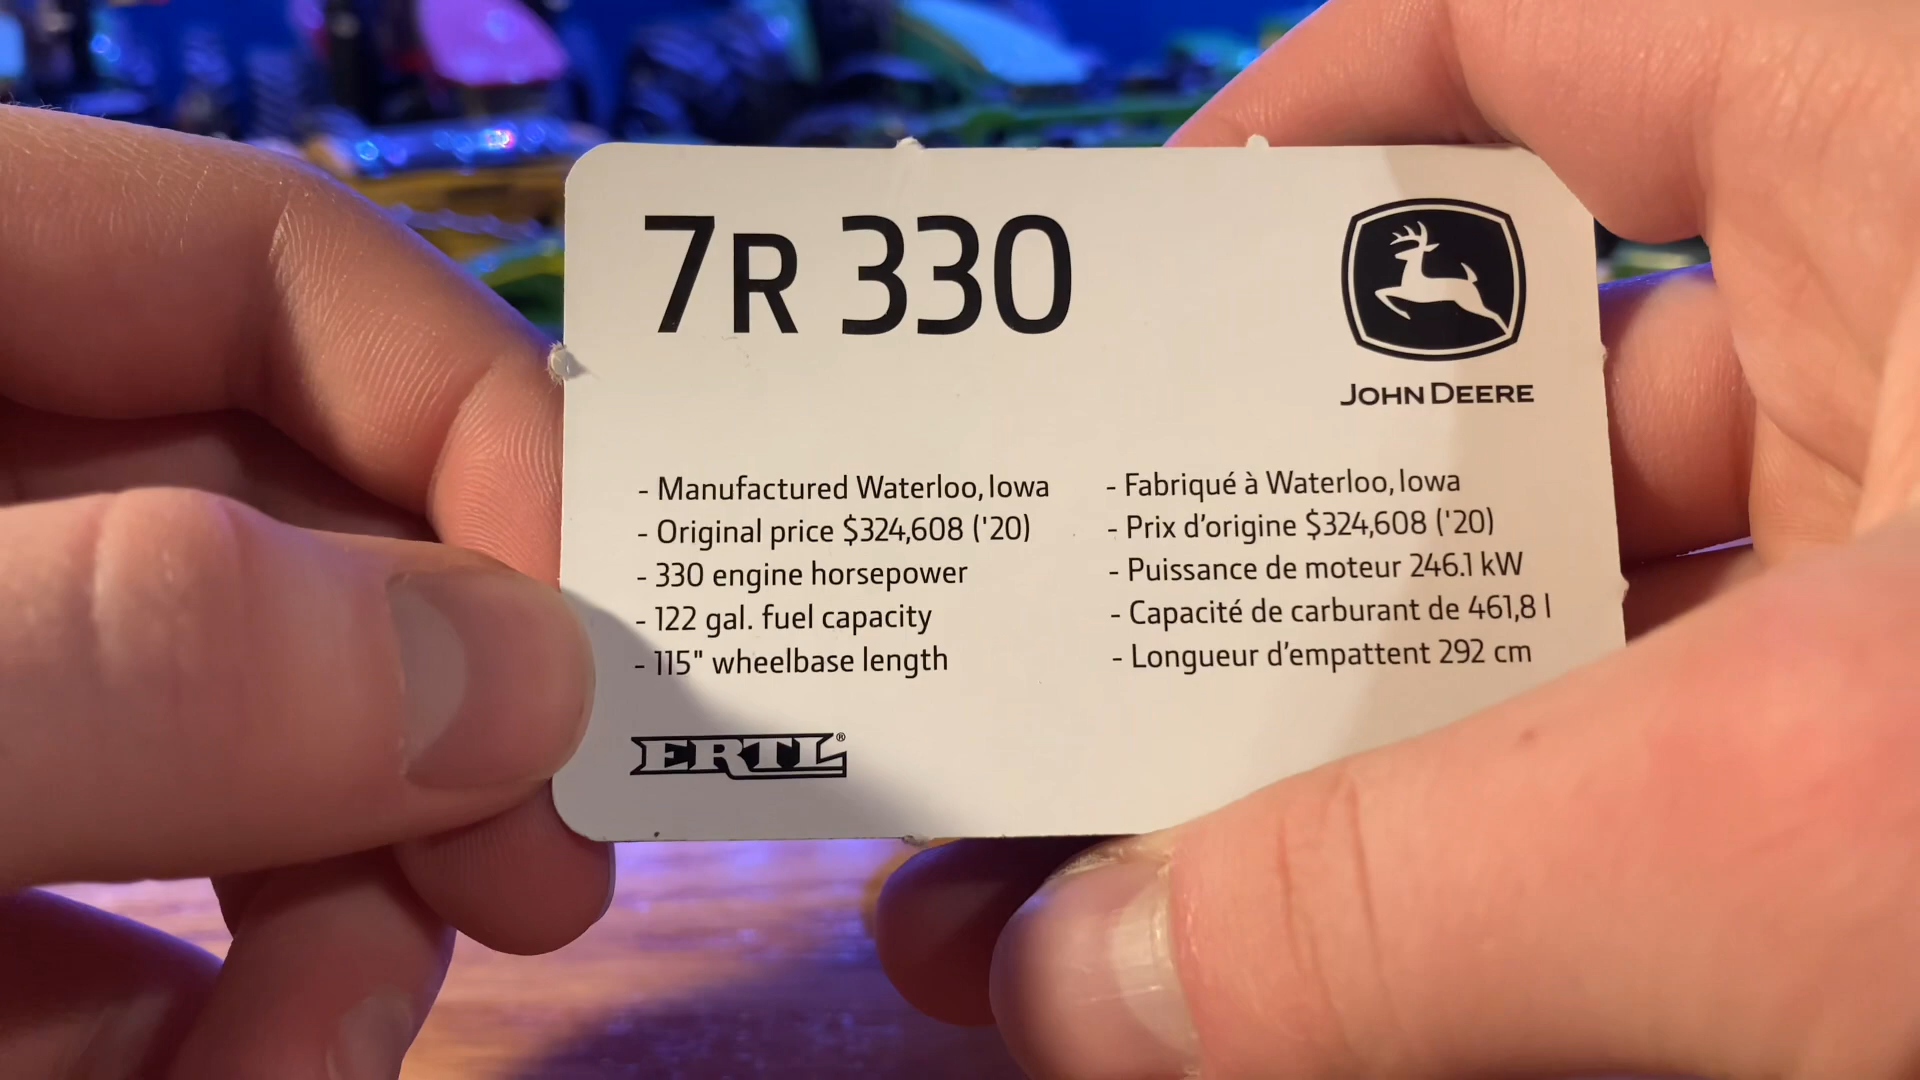 7R 330
JOHN DEERE
- Manufactured Waterloo, Iowa
- Original price $324,608 ('20)
- 330 engine horsepower
- 122 gal. fuel capacity
- 115" wheelbase length
- Fabriqué à Waterloo, Iowa
- Prix d'origine $324,608 ('20)
- Puissance de moteur 246.1 kW
- Capacité de carburant de 461,8 l
- Longueur d'empattent 292 cm
ERTL®